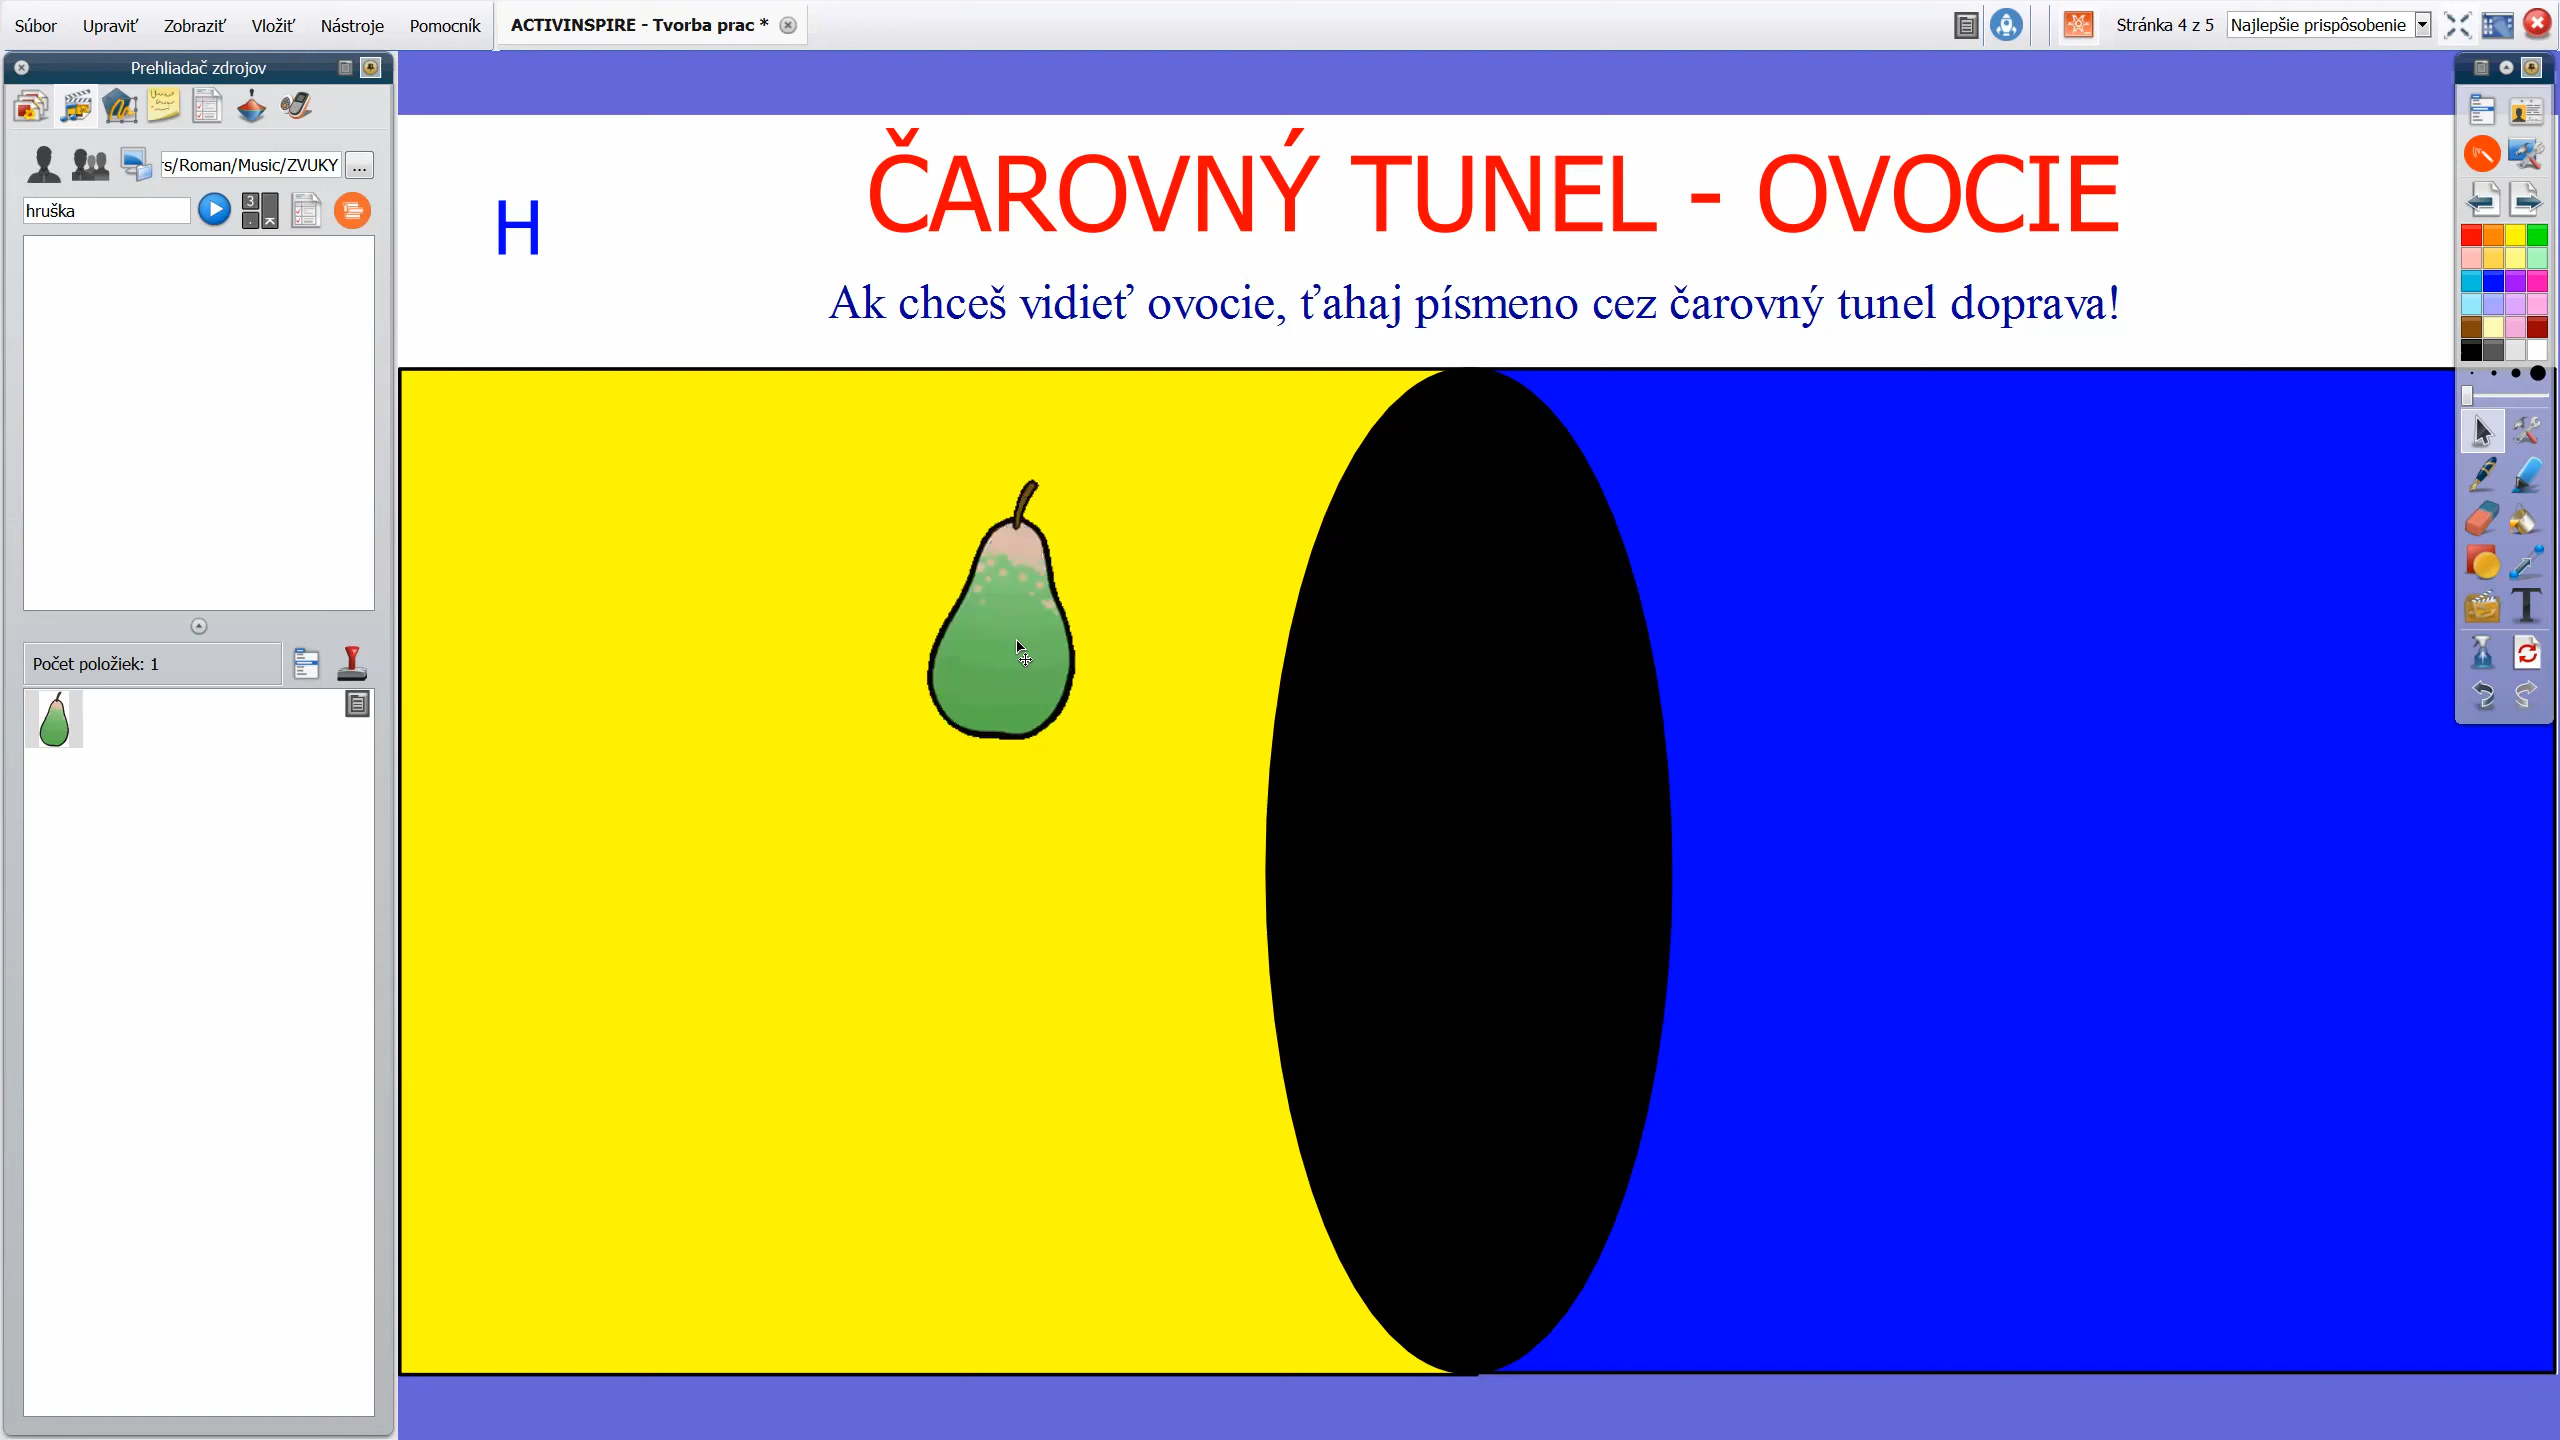 Súbor Upraviť Zobraziť Vložiť Nástroje Pomocník
ACTIVINSPIRE - Tvorba prac *
Stránka 4 z 5
Najlepšie prispôsobenie
Prehliadač zdrojov
's/Roman/Music/ZVUKY
...
hruška
3
Počet položiek: 1
H
ČAROVNÝ TUNEL - OVOCIE
Ak chceš vidieť ovocie, ťahaj písmeno cez čarovný tunel doprava!
T